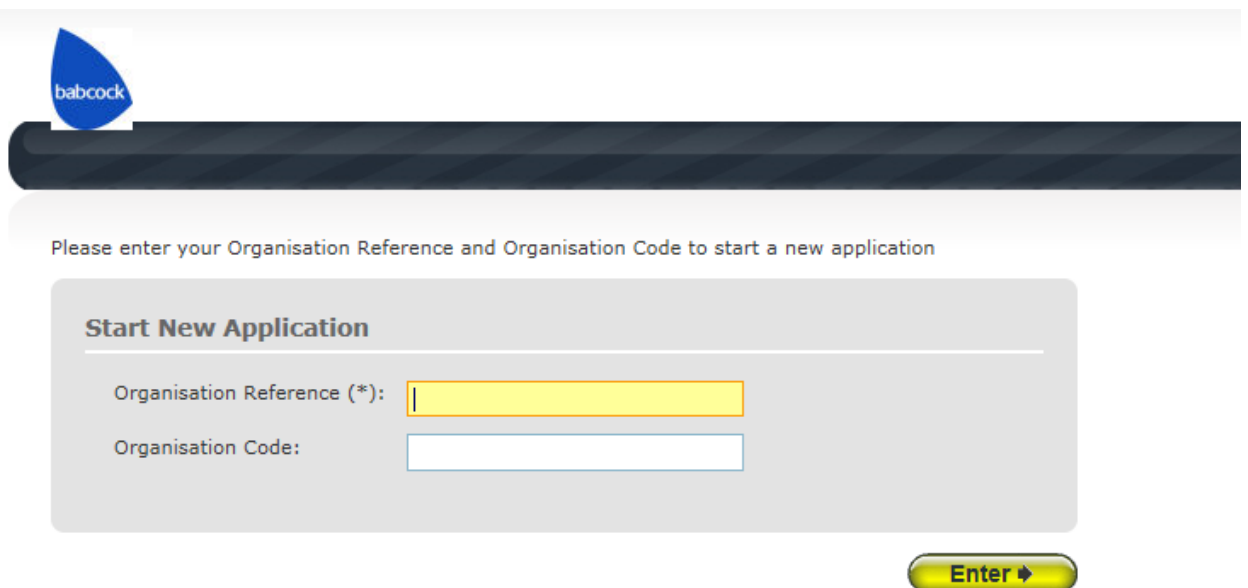 babcock
Please enter your Organisation Reference and Organisation Code to start a new application
Start New Application
Organisation Reference (*):
Organisation Code:
Enter